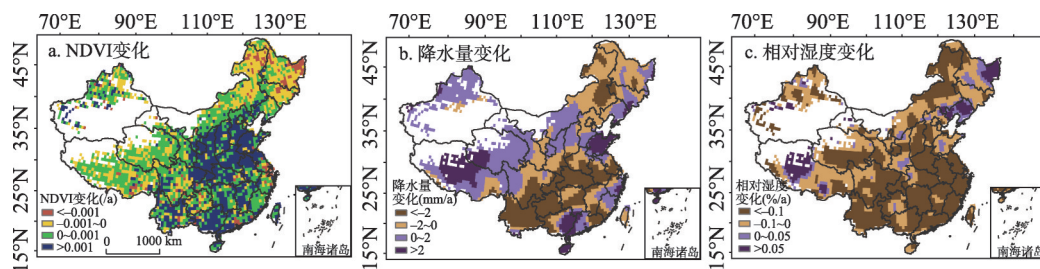 70°E 90°E 110°E 130°E
45°N
35°N
25°N
15°N
a. NDVI变化
NDVI变化(/a)
<-0.001
-0.001~0
0~0.001
>0.001
0 1000 km
南海诸岛
70°E 90°E 110°E 130°E
45°N
35°N
25°N
15°N
b. 降水量变化
降水量
变化(mm/a)
<-2
-2~0
0~2
>2
南海诸岛
70°E 90°E 110°E 130°E
45°N
35°N
25°N
15°N
c. 相对湿度变化
相对湿度
变化(%/a)
<-0.1
-0.1~0
0~0.05
>0.05
南海诸岛